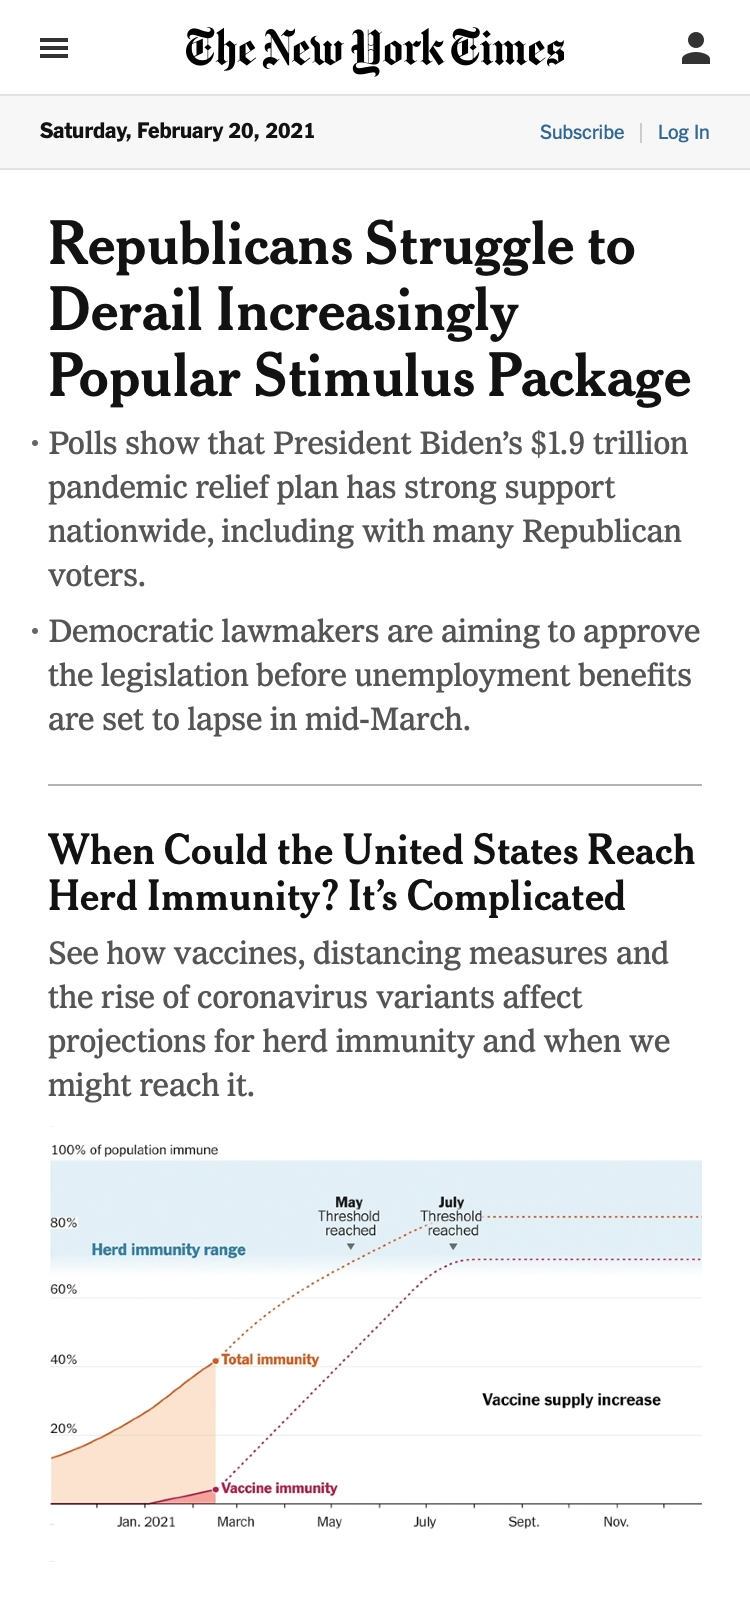 The New York Times
Saturday, February 20, 2021
Subscribe | Log In
Republicans Struggle to
Derail Increasingly
Popular Stimulus Package
• Polls show that President Biden’s $1.9 trillion
pandemic relief plan has strong support
nationwide, including with many Republican
voters.
• Democratic lawmakers are aiming to approve
the legislation before unemployment benefits
are set to lapse in mid-March.
When Could the United States Reach
Herd Immunity? It’s Complicated
See how vaccines, distancing measures and
the rise of coronavirus variants affect
projections for herd immunity and when we
might reach it.
100% of population immune
May
Threshold
reached
July
Threshold
reached
80%
Herd immunity range
60%
40%
Total immunity
Vaccine supply increase
20%
Vaccine immunity
Jan. 2021 March May July Sept. Nov.